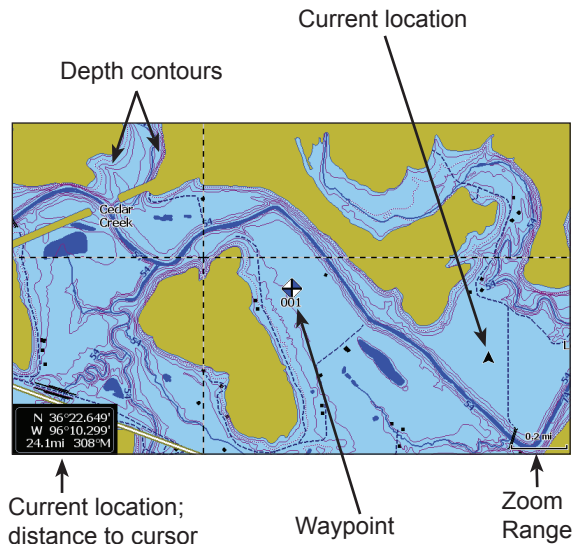 Current location
Depth contours
Cedar
Creek
001
N 36°22.649'
W 96°10.299'
24.1mi 308°M
0.2 mi
Current location;
distance to cursor
Waypoint
Zoom
Range